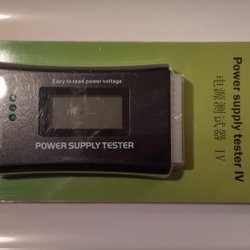 Easy to read power voltage
POWER SUPPLY TESTER
Power supply tester IV
电源测试器 IV